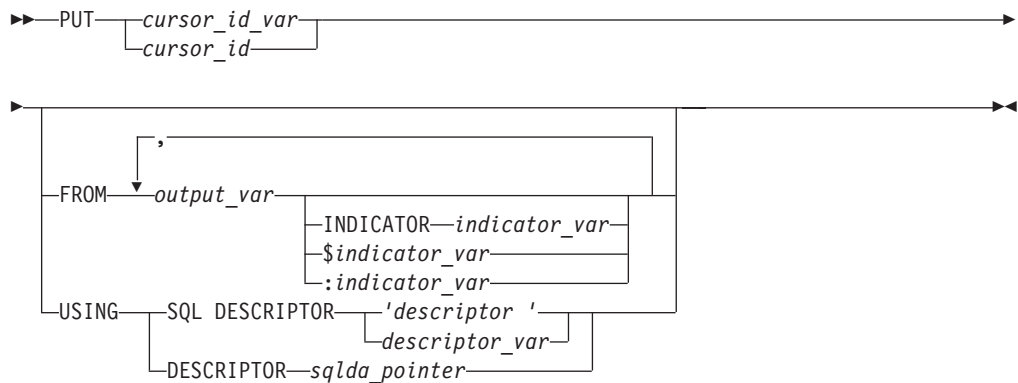 PUT cursor_id_var
cursor_id
,
FROM output_var
INDICATOR indicator_var
$indicator_var
:indicator_var
USING SQL DESCRIPTOR 'descriptor '
descriptor_var
DESCRIPTOR sqlda_pointer